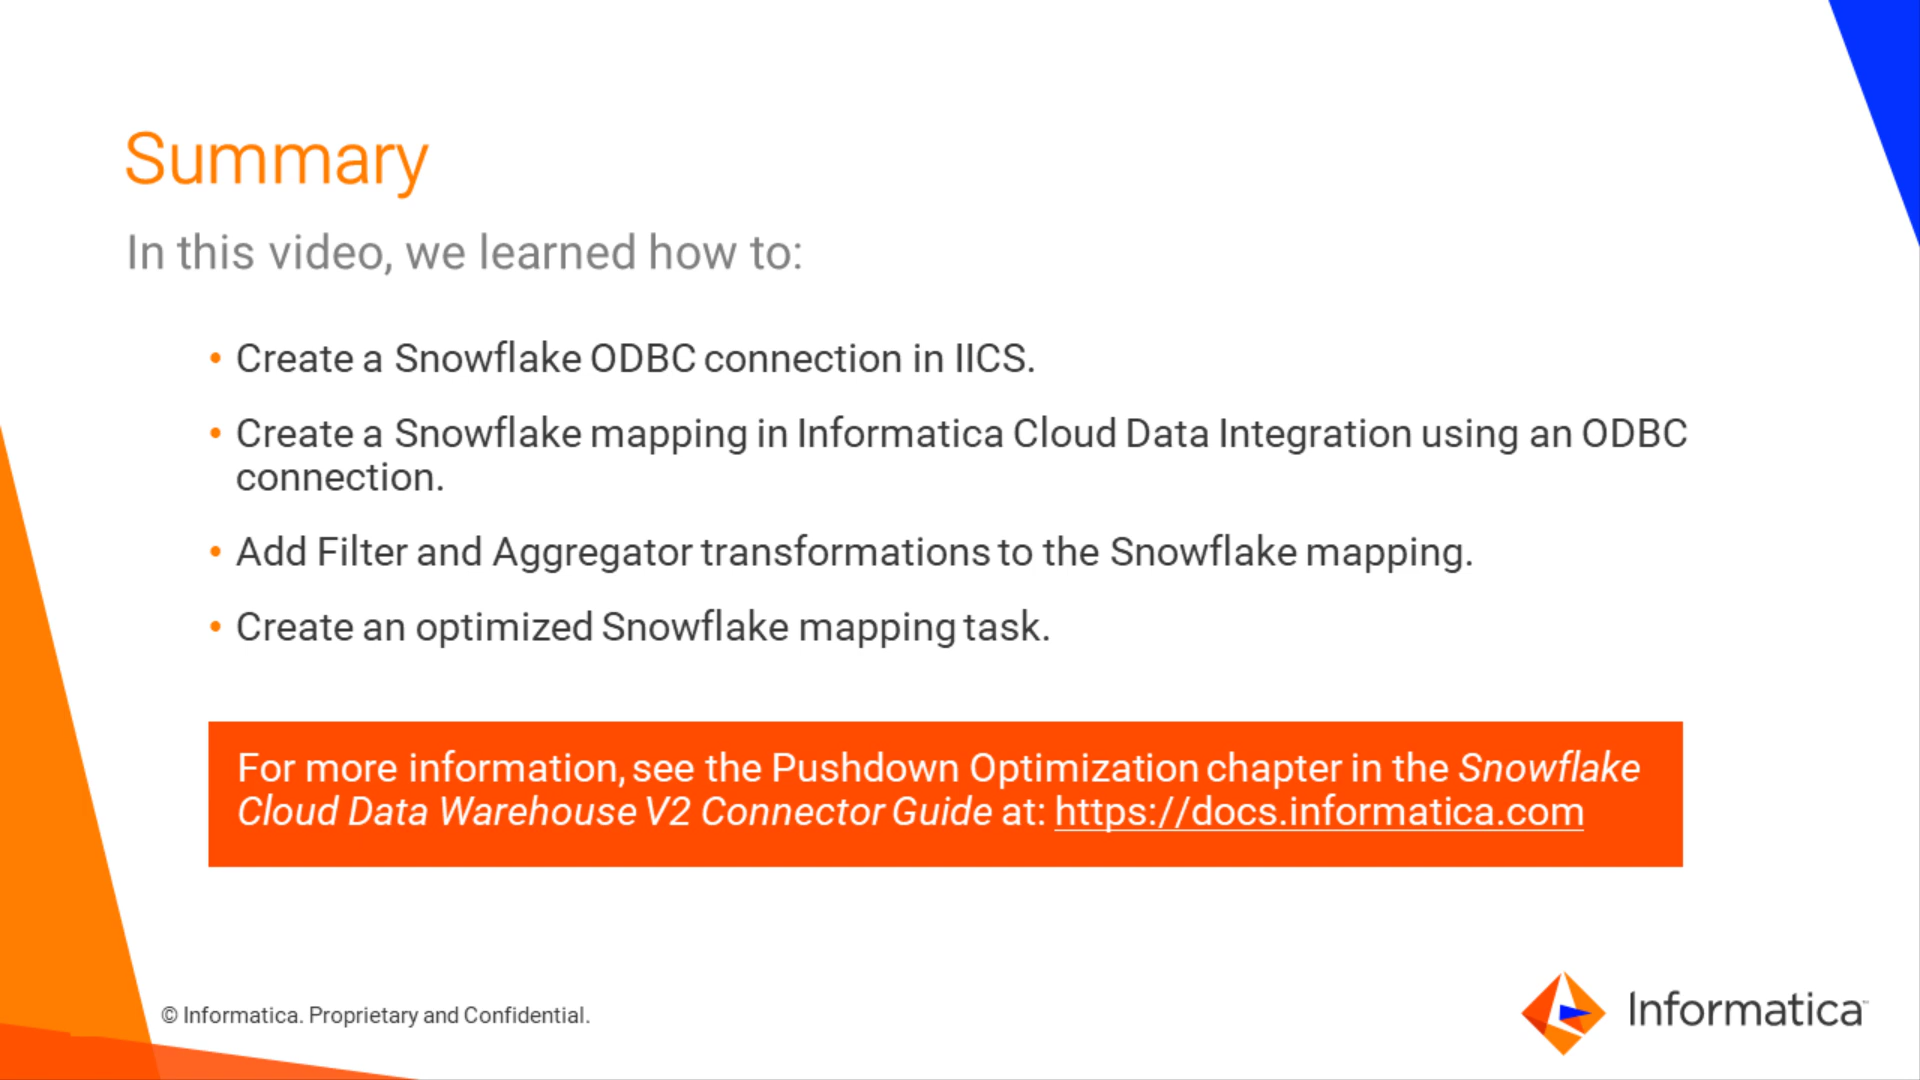 Summary
In this video, we learned how to:
• Create a Snowflake ODBC connection in IICS.
• Create a Snowflake mapping in Informatica Cloud Data Integration using an ODBC
connection.
• Add Filter and Aggregator transformations to the Snowflake mapping.
• Create an optimized Snowflake mapping task.
For more information, see the Pushdown Optimization chapter in the Snowflake
Cloud Data Warehouse V2 Connector Guide at: https://docs.informatica.com
© Informatica. Proprietary and Confidential.
Informatica